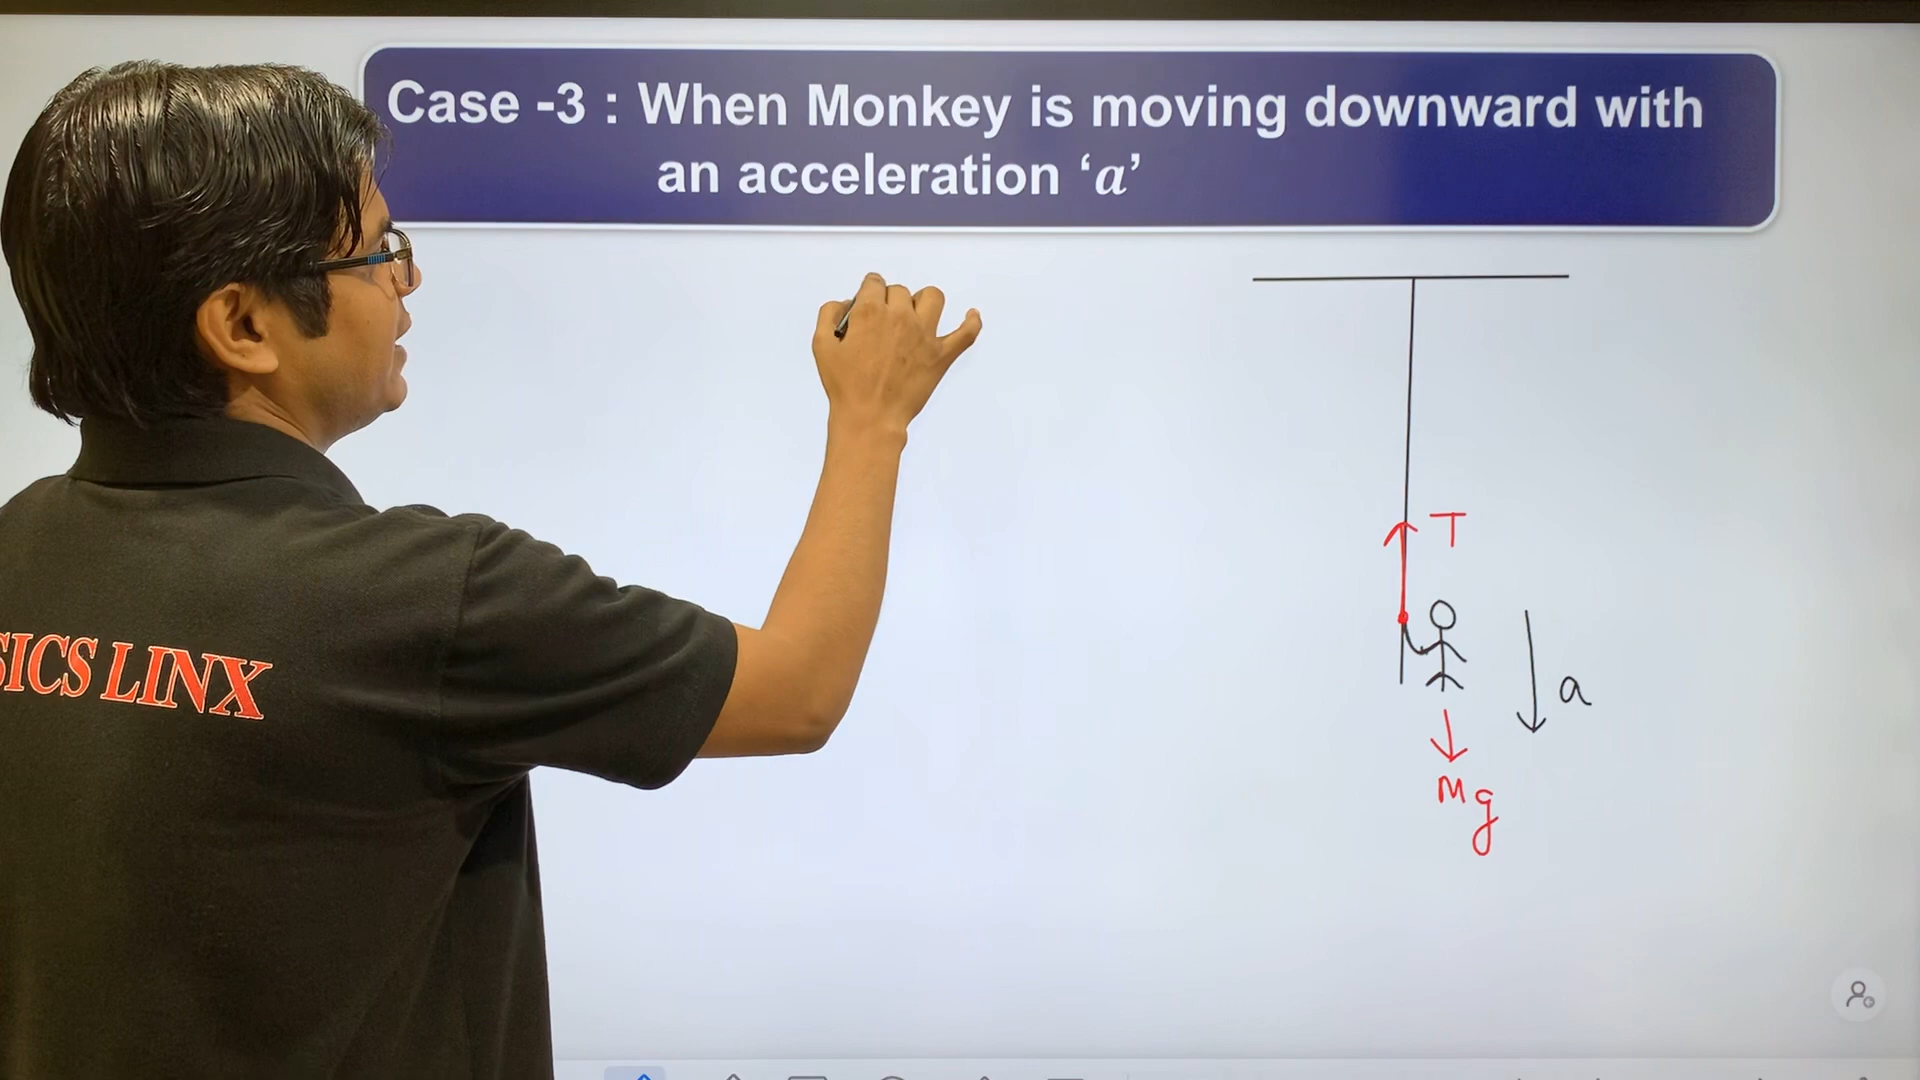 Case -3 : When Monkey is moving downward with
an acceleration ‘a’
T
a
Mg
SICS LINX